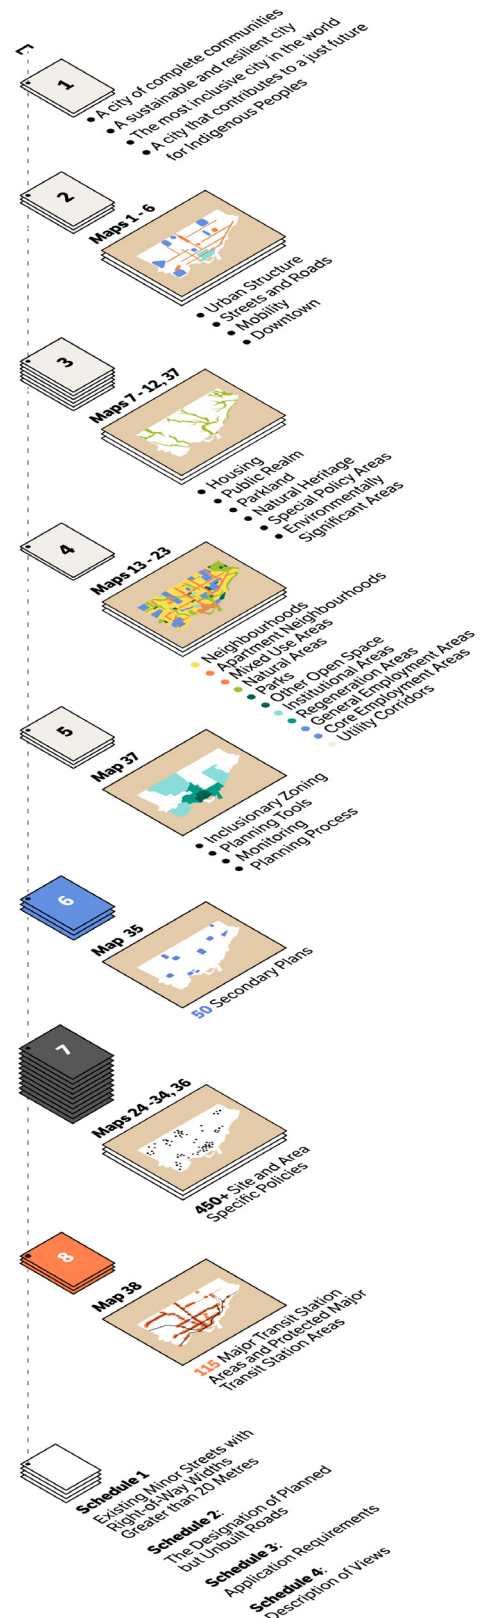 1
A city of complete communities
A sustainable and resilient city
The most inclusive city in the world
A city that contributes to a just future
for Indigenous Peoples
2
Maps 1 - 6
Urban Structure
Streets and Roads
Mobility
Downtown
3
Maps 7 - 12, 37
Housing
Public Realm
Parkland
Natural Heritage
Special Policy Areas
Environmentally
Significant Areas
4
Maps 13 - 23
Neighbourhoods
Apartment Neighbourhoods
Mixed Use Areas
Natural Areas
Parks
Other Open Space
Institutional Areas
Regeneration Areas
General Employment Areas
Core Employment Areas
Utility Corridors
5
Map 37
Inclusionary Zoning
Planning Tools
Monitoring
Planning Process
6
Map 35
50 Secondary Plans
7
Maps 24 -34, 36
450+ Site and Area
Specific Policies
8
Map 38
115 Major Transit Station
Areas and Protected Major
Transit Station Areas
Schedule 1
Existing Minor Streets with
Right-of-Way Widths
Greater than 20 Metres
Schedule 2:
The Designation of Planned
but Unbuilt Roads
Schedule 3:
Application Requirements
Schedule 4:
Description of Views